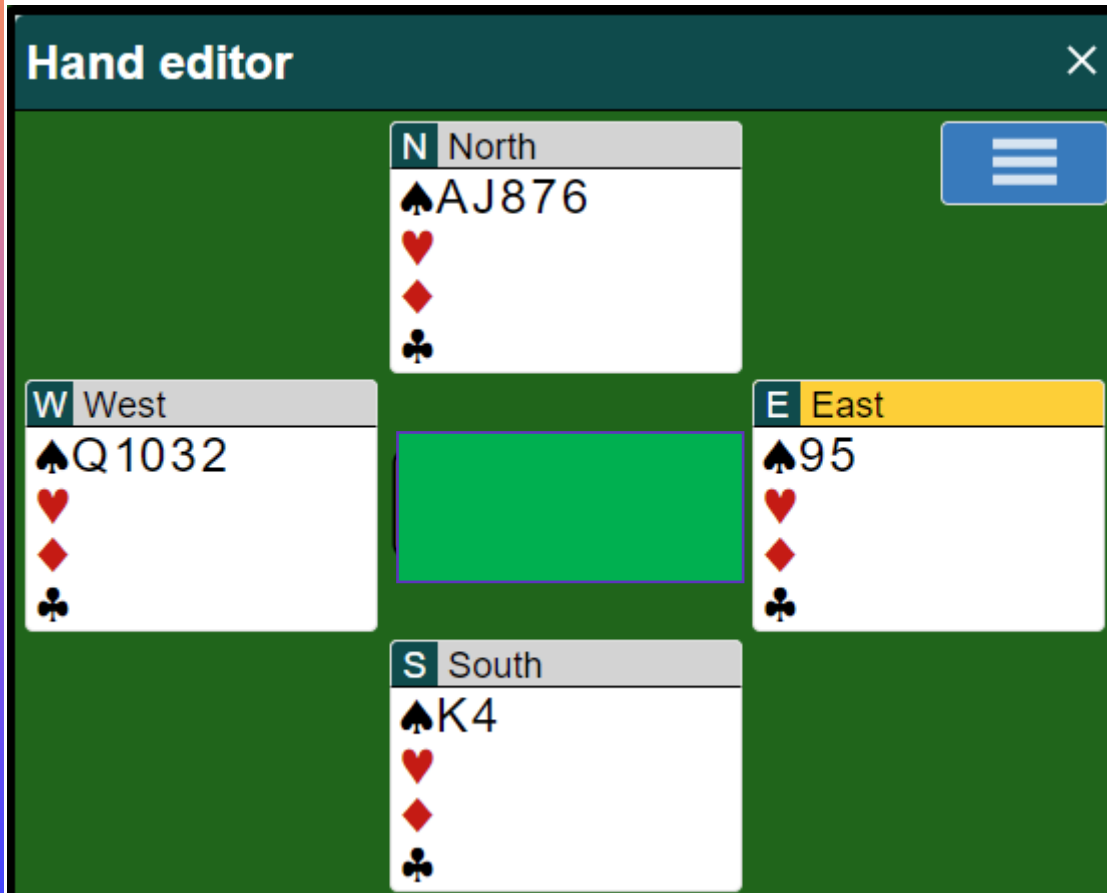 Hand editor
N North
♠AJ876
♥
♦
♣
W West
♠Q1032
♥
♦
♣
E East
♠95
♥
♦
♣
S South
♠K4
♥
♦
♣